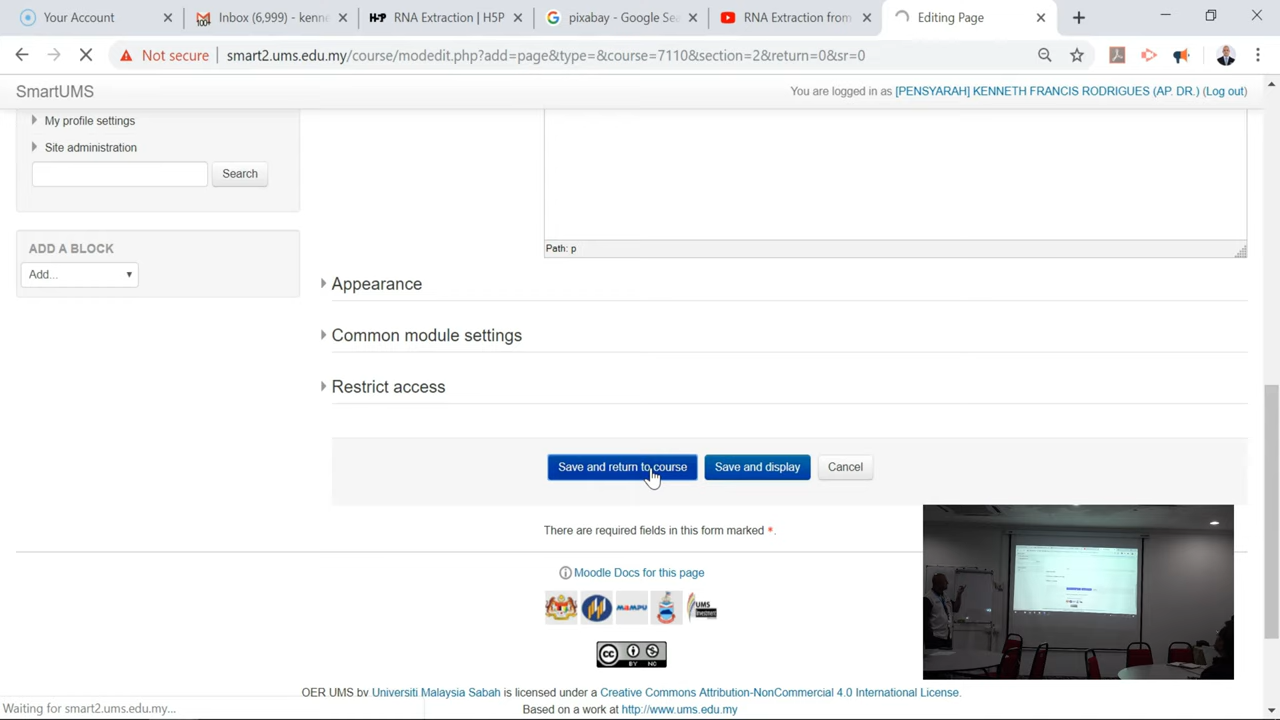 Your Account
Inbox (6,999) - kenne
H-P RNA Extraction | H5P
pixabay - Google Sea
RNA Extraction from
Editing Page
Not secure smart2.ums.edu.my/course/modedit.php?add=page&type=&course=7110&section=2&return=0&sr=0
SmartUMS
You are logged in as [PENSYARAH] KENNETH FRANCIS RODRIGUES (AP. DR.) (Log out)
My profile settings
Site administration
Search
ADD A BLOCK
Add...
Path: p
Appearance
Common module settings
Restrict access
Save and return to course
Save and display
Cancel
There are required fields in this form marked *.
Moodle Docs for this page
MAMPU
UMS
BY NC
OER UMS by Universiti Malaysia Sabah is licensed under a Creative Commons Attribution-NonCommercial 4.0 International License.
Based on a work at http://www.ums.edu.my
Waiting for smart2.ums.edu.my...